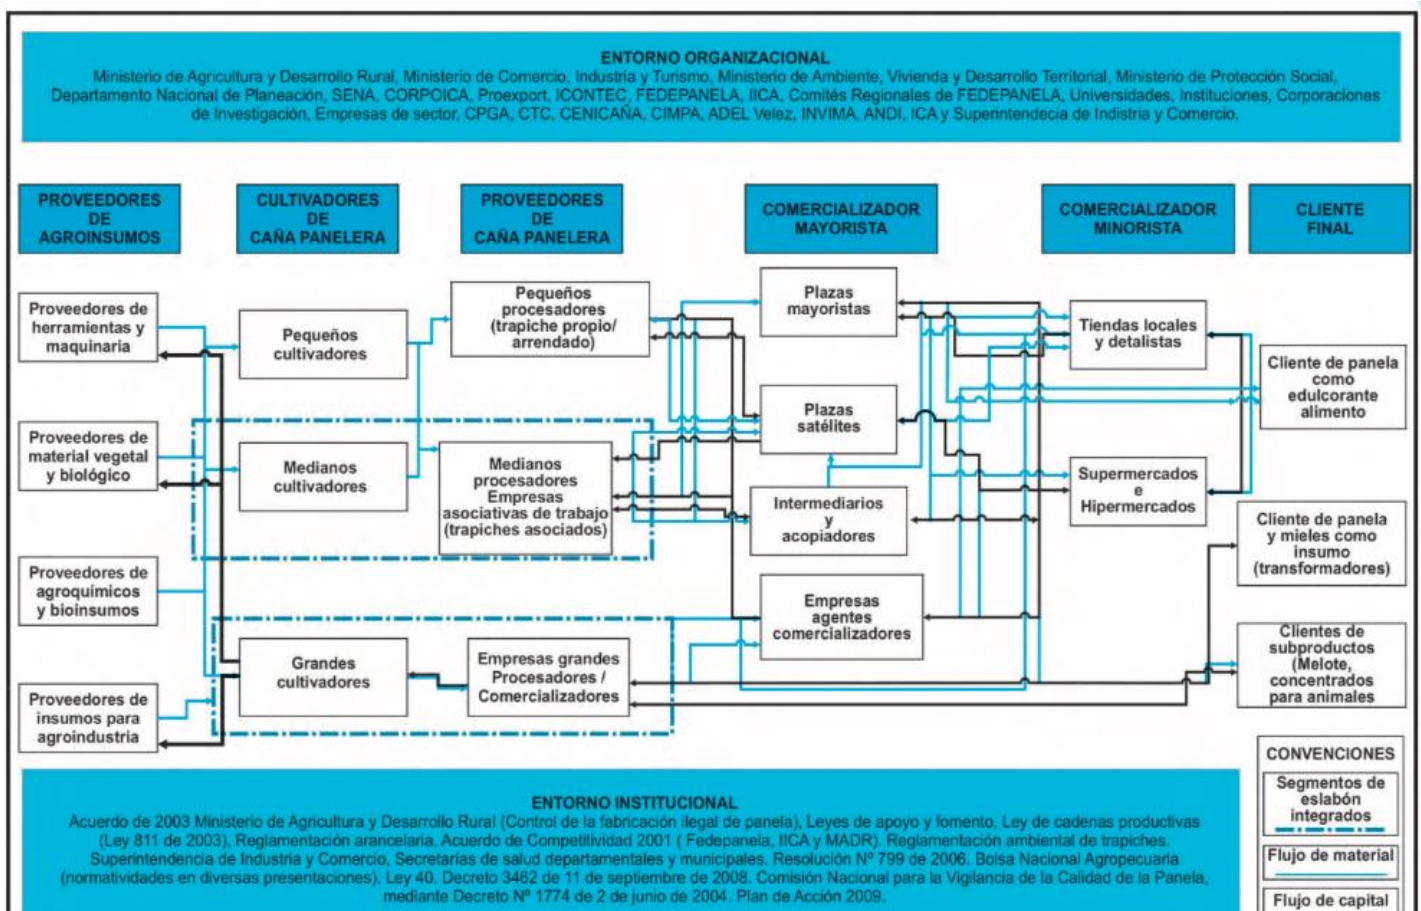 ENTORNO ORGANIZACIONAL
Ministerio de Agricultura y Desarrollo Rural, Ministerio de Comercio, Industria y Turismo, Ministerio de Ambiente, Vivienda y Desarrollo Territorial, Ministerio de Protección Social,
Departamento Nacional de Planeación, SENA, CORPOICA, Proexport, ICONTEC, FEDEPANELA, IICA, Comités Regionales de FEDEPANELA, Universidades, Instituciones, Corporaciones
de Investigación, Empresas de sector, CPGA, CTC, CENICAÑA, CIMPA, ADEL Velez, INVIMA, ANDI, ICA y Superintendecia de Indistria y Comercio.
PROVEEDORES
DE
AGROINSUMOS
CULTIVADORES
DE
CAÑA PANELERA
PROVEEDORES
DE
CAÑA PANELERA
COMERCIALIZADOR
MAYORISTA
COMERCIALIZADOR
MINORISTA
CLIENTE
FINAL
Proveedores de
herramientas y
maquinaria
Proveedores de
material vegetal
y biológico
Proveedores de
agroquímicos
y bioinsumos
Proveedores de
insumos para
agroindustria
Pequeños
cultivadores
Medianos
cultivadores
Grandes
cultivadores
Pequeños
procesadores
(trapiche propio/
arrendado)
Medianos
procesadores
Empresas
asociativas de trabajo
(trapiches asociados)
Empresas grandes
Procesadores /
Comercializadores
Plazas
mayoristas
Plazas
satélites
Intermediarios
y
acopiadores
Empresas
agentes
comercializadores
Tiendas locales
y detalistas
Supermercados
e
Hipermercados
Cliente de panela
como
edulcorante
alimento
Cliente de panela
y mieles como
insumo
(transformadores)
Clientes de
subproductos
(Melote,
concentrados
para animales
CONVENCIONES
Segmentos de
eslabón
integrados
Flujo de material
Flujo de capital
ENTORNO INSTITUCIONAL
Acuerdo de 2003 Ministerio de Agricultura y Desarrollo Rural (Control de la fabricación ilegal de panela), Leyes de apoyo y fomento, Ley de cadenas productivas
(Ley 811 de 2003), Reglamentación arancelaria, Acuerdo de Competitividad 2001 ( Fedepanela, IICA y MADR). Reglamentación ambiental de trapiches.
Superintendencia de Industria y Comercio, Secretarías de salud departamentales y municipales. Resolución Nº 799 de 2006. Bolsa Nacional Agropecuaria
(normatividades en diversas presentaciones). Ley 40. Decreto 3462 de 11 de septiembre de 2008. Comisión Nacional para la Vigilancia de la Calidad de la Panela,
mediante Decreto Nº 1774 de 2 de junio de 2004. Plan de Acción 2009.